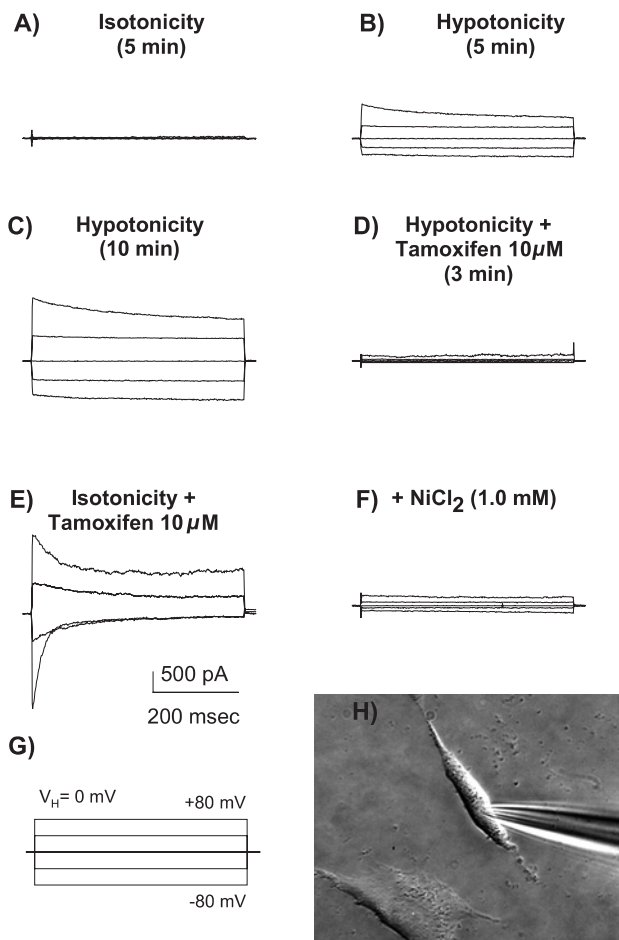 A) Isotonicity
(5 min)
B) Hypotonicity
(5 min)
C) Hypotonicity
(10 min)
D) Hypotonicity +
Tamoxifen 10µM
(3 min)
E) Isotonicity +
Tamoxifen 10µM
500 pA
200 msec
F) + NiCl2 (1.0 mM)
G)
VH= 0 mV
+80 mV
-80 mV
H)